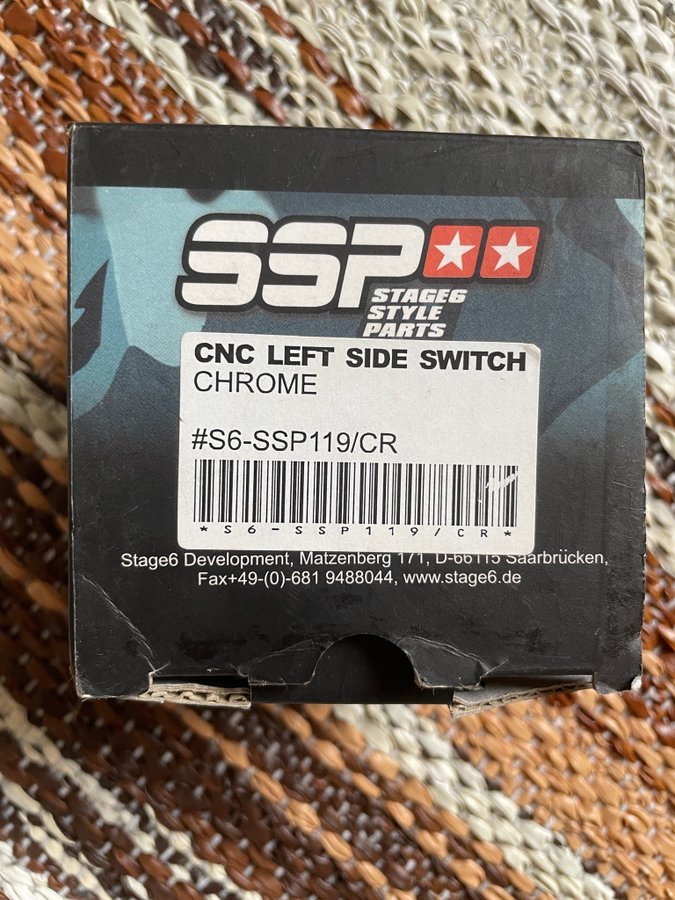 SSP
STAGE6
STYLE
PARTS
CNC LEFT SIDE SWITCH
CHROME
#S6-SSP119/CR
*S6-SSP119/CR*
Stage6 Development, Matzenberg 171, D-66115 Saarbrücken,
Fax+49-(0)-681 9488044, www.stage6.de